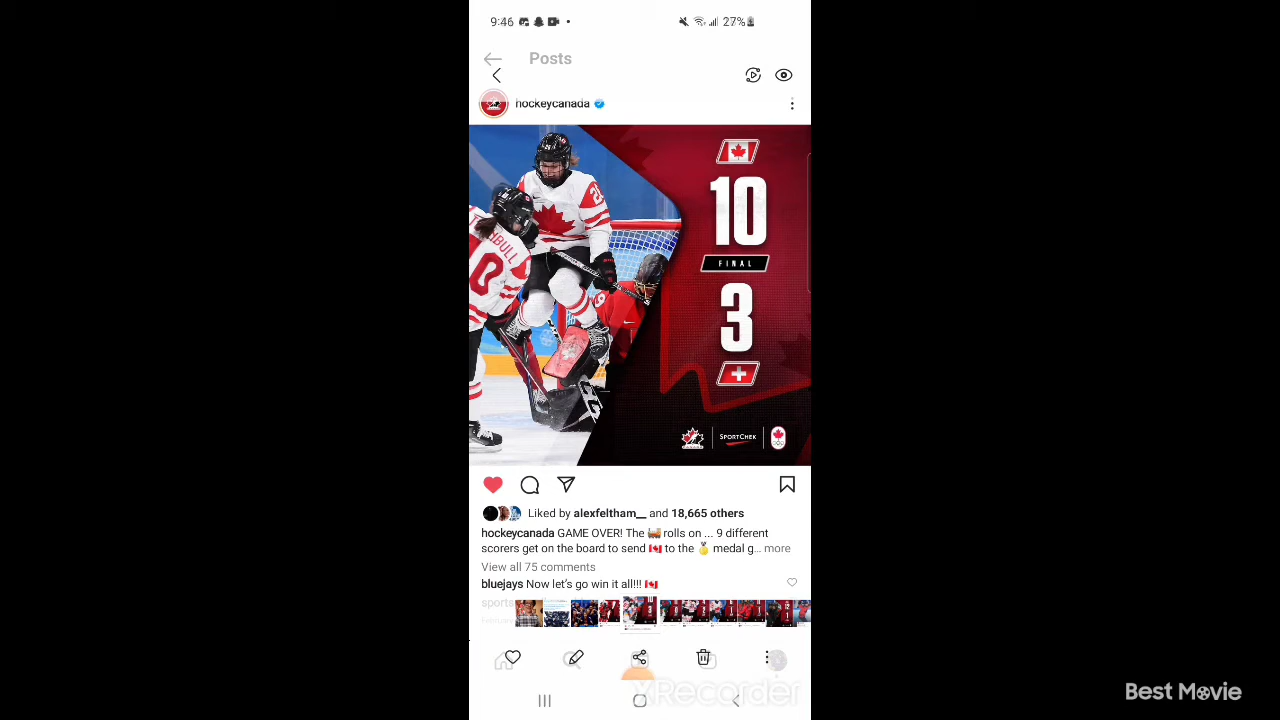 9:46
27%
Posts
hockeycanada
10
FINAL
3
SPORTCHEK
Liked by alexfeltham__ and 18,665 others
hockeycanada GAME OVER! The 🚂 rolls on ... 9 different
scorers get on the board to send 🇨🇦 to the 🥇 medal g... more
View all 75 comments
bluejays Now let's go win it all!!! 🇨🇦
sports
XRecorder
Best Movie